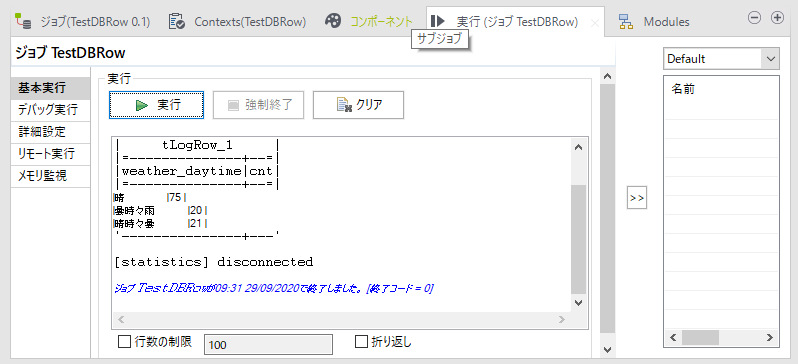 ジョブ(TestDBRow 0.1) Contexts(TestDBRow) コンポーネント 実行 (ジョブ TestDBRow) Modules
サブジョブ
ジョブ TestDBRow
Default
基本実行
デバッグ実行
詳細設定
リモート実行
メモリ監視
実行
実行 強制終了 クリア
| tLogRow_1 |
|=--------------+--=|
|weather_daytime|cnt|
|=--------------+--=|
|晴 |75 |
|曇時々雨 |20 |
|晴時々曇 |21 |
'---------------+---'
[statistics] disconnected
ジョブ TestDBRowが09:31 29/09/2020で終了しました。 [終了コード = 0]
行数の制限 100 折り返し
>>
名前